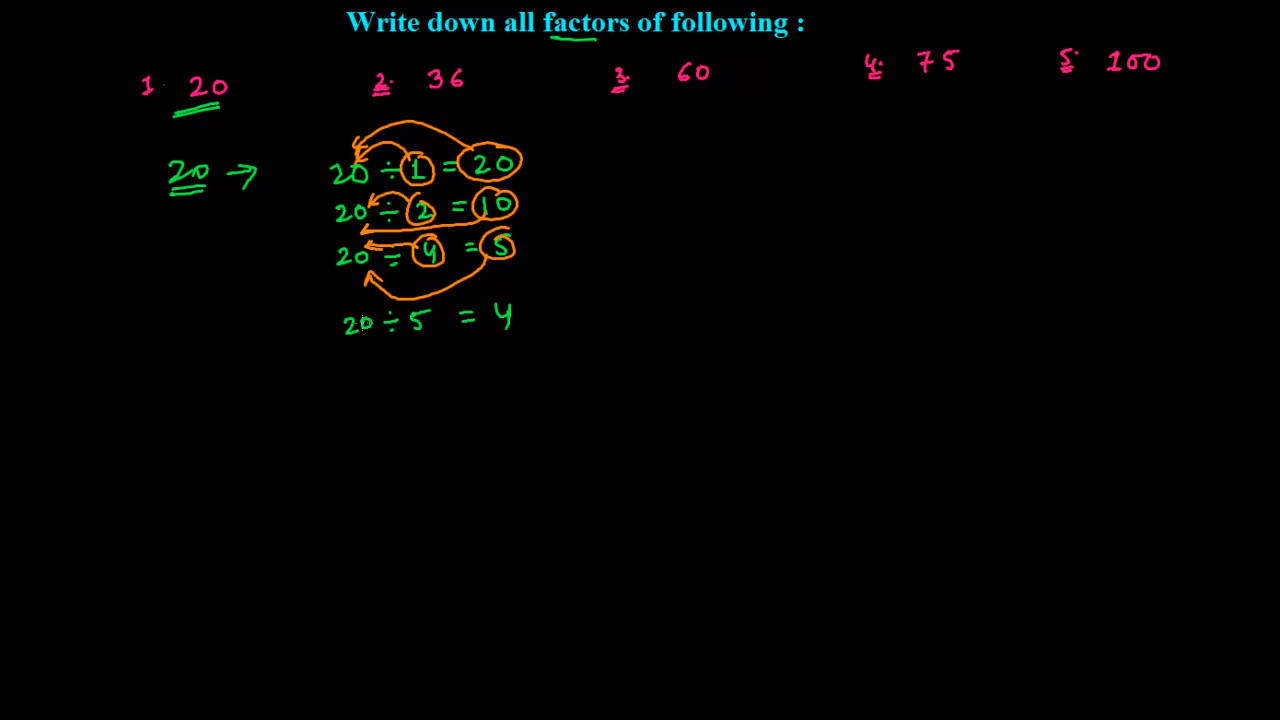 Write down all factors of following :
1. 20 2. 36 3. 60 4. 75 5. 100
20 → 20 ÷ 1 = 20
20 ÷ 2 = 10
20 ÷ 4 = 5
20 ÷ 5 = 4